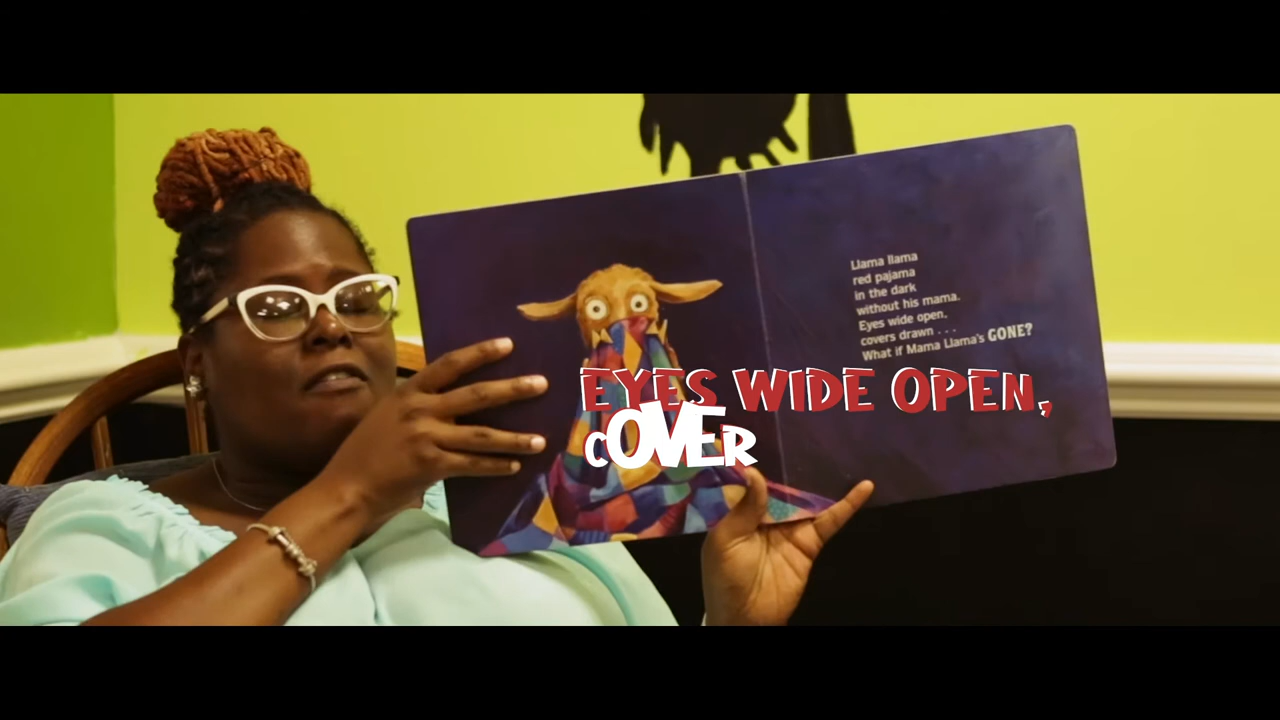 Llama llama
red pajama
in the dark
without his mama.
Eyes wide open,
covers drawn . . .
What if Mama Llama's GONE?
EYES WIDE OPEN,
cOVER